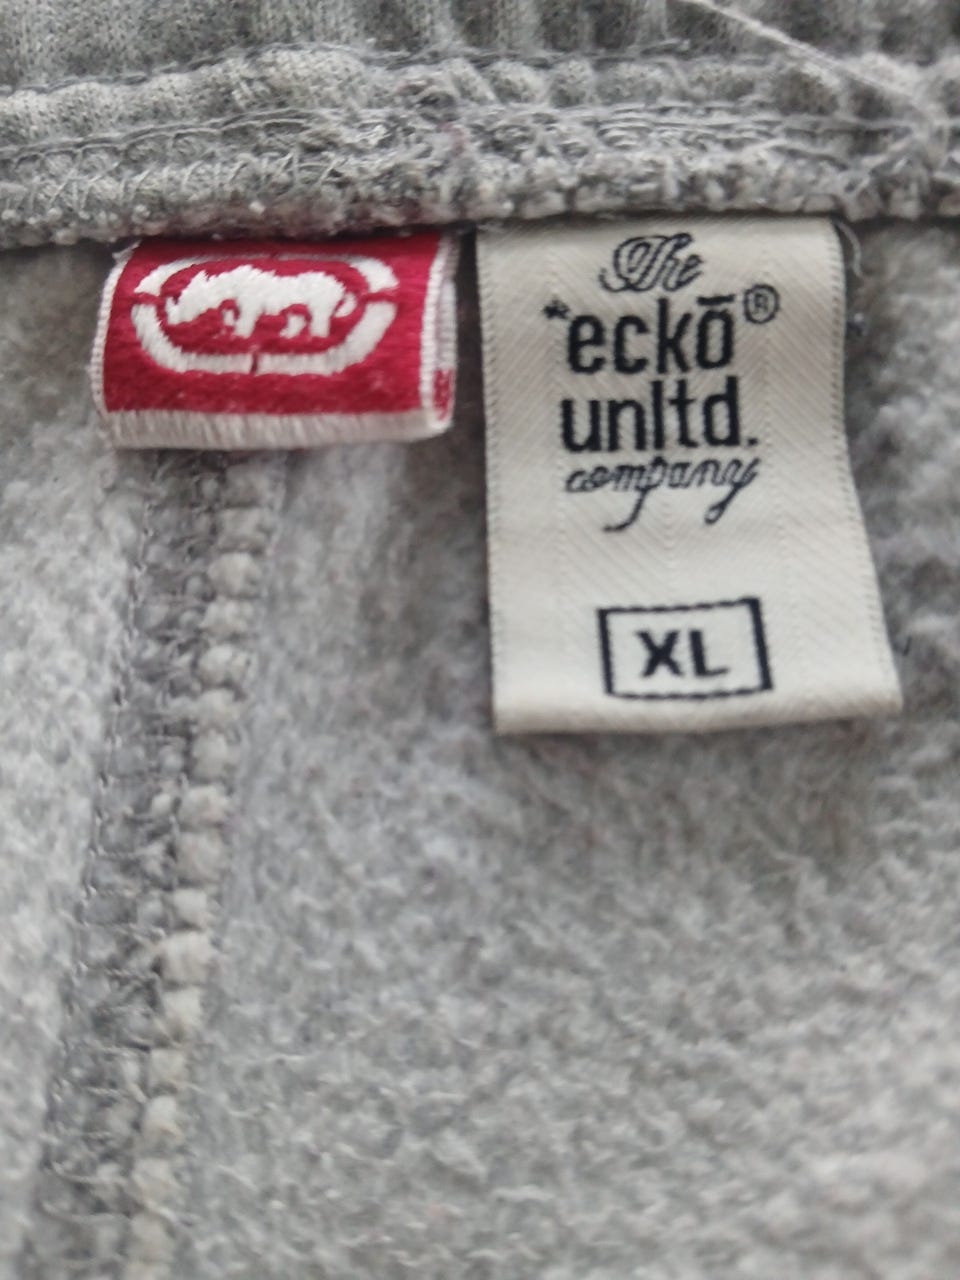 The
*eckō®
unltd.
company
XL